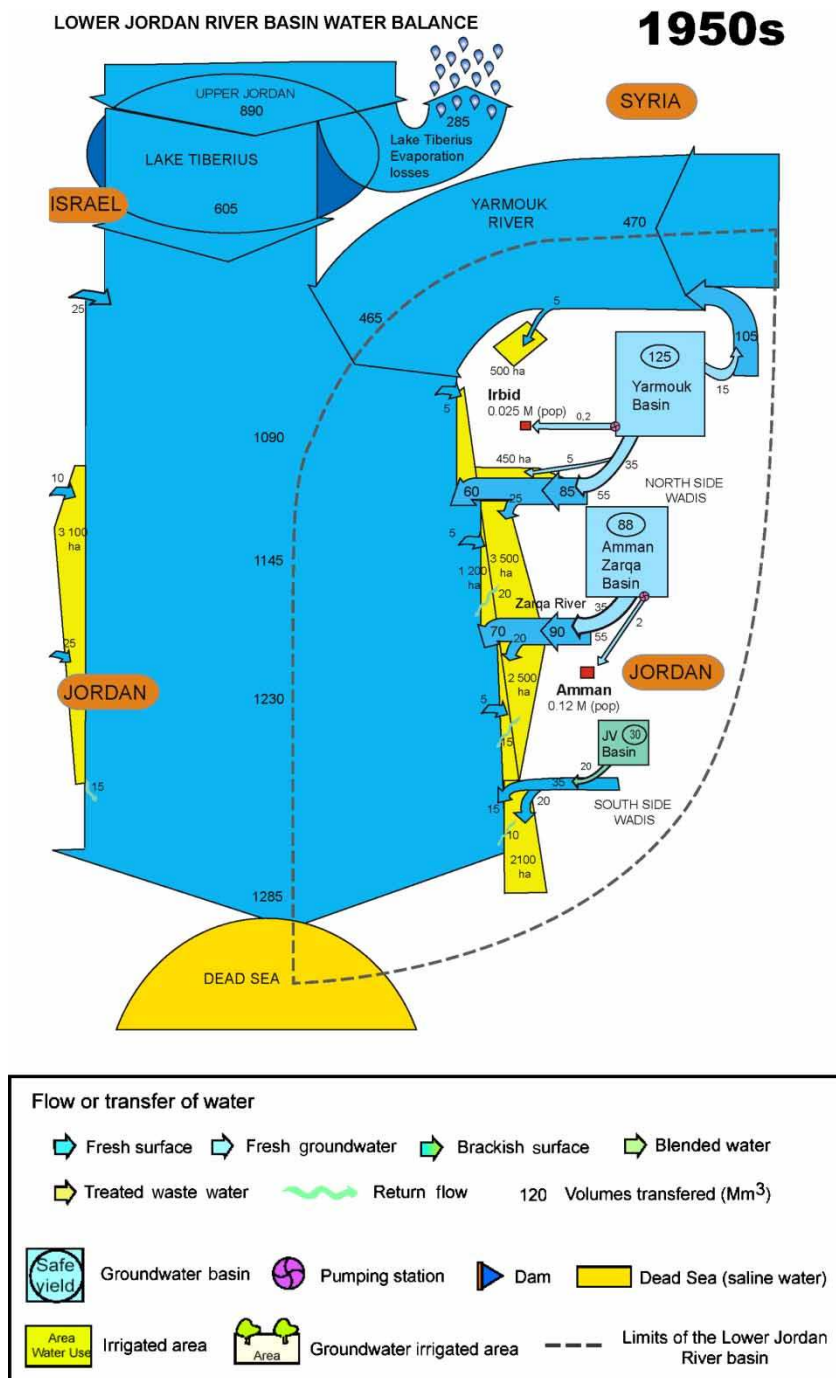 LOWER JORDAN RIVER BASIN WATER BALANCE
1950s
UPPER JORDAN
890
285
Lake Tiberius
Evaporation
losses
SYRIA
LAKE TIBERIUS
ISRAEL
605
YARMOUK
RIVER
470
25
465
5
105
500 ha
125
Yarmouk
Basin
15
Irbid
0.025 M (pop)
0,2
5
1090
450 ha
5
35
10
60
25
85
55
NORTH SIDE
WADIS
3 100
ha
5
88
Amman
Zarqa
Basin
1145
1 200
ha
3 500
ha
20
Zarqa River
35
2
70
20
90
55
25
JORDAN
2 500
ha
Amman
0.12 M (pop)
JORDAN
1230
5
15
JV
Basin
30
20
15
35
15
20
SOUTH SIDE
WADIS
10
2100
ha
1285
DEAD SEA
Flow or transfer of water
Fresh surface
Fresh groundwater
Brackish surface
Blended water
Treated waste water
Return flow
120 Volumes transfered (Mm3)
Safe
yield
Groundwater basin
Pumping station
Dam
Dead Sea (saline water)
Area
Water Use
Irrigated area
Area
Groundwater irrigated area
Limits of the Lower Jordan
River basin